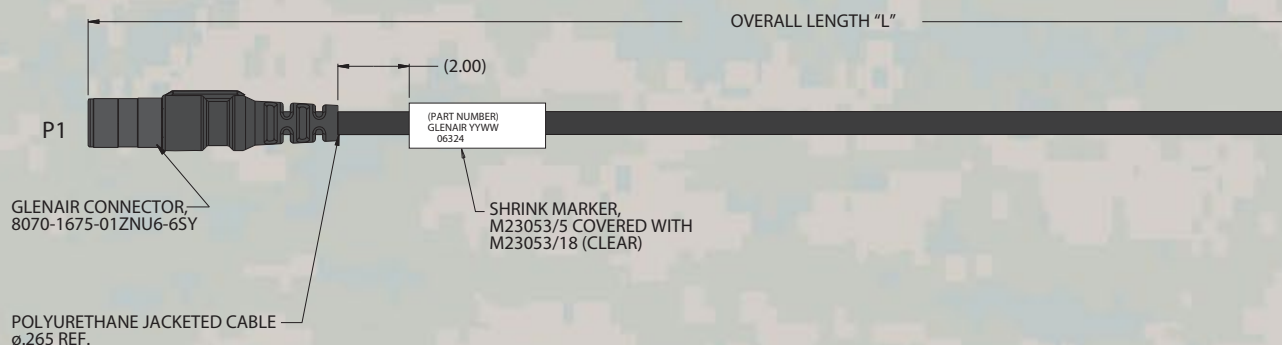 OVERALL LENGTH “L”
(2.00)
P1
(PART NUMBER)
GLENAIR YYWW
06324
GLENAIR CONNECTOR,
8070-1675-01ZNU6-6SY
SHRINK MARKER,
M23053/5 COVERED WITH
M23053/18 (CLEAR)
POLYURETHANE JACKETED CABLE
ø.265 REF.